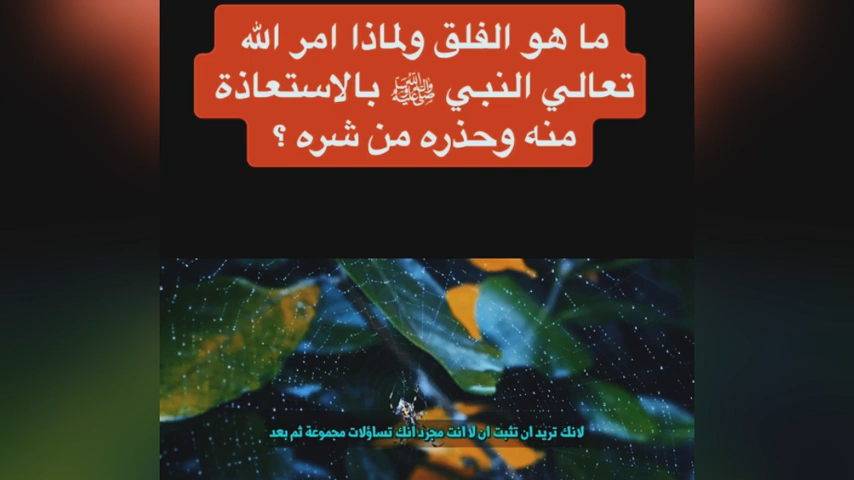 ما هو الفلق ولماذا امر الله
تعالي النبي ﷺ بالاستعاذة
منه وحذره من شره ؟
لانك تريد ان تثبت ان لا انت مجرد انك تساؤلات مجموعة ثم بعد